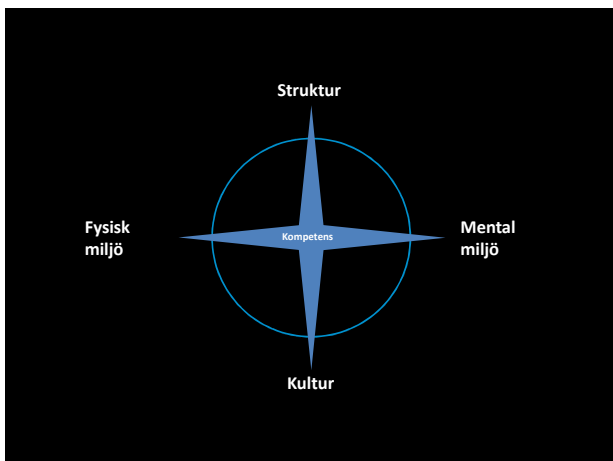 Struktur
Fysisk
miljö
Kompetens
Mental
miljö
Kultur